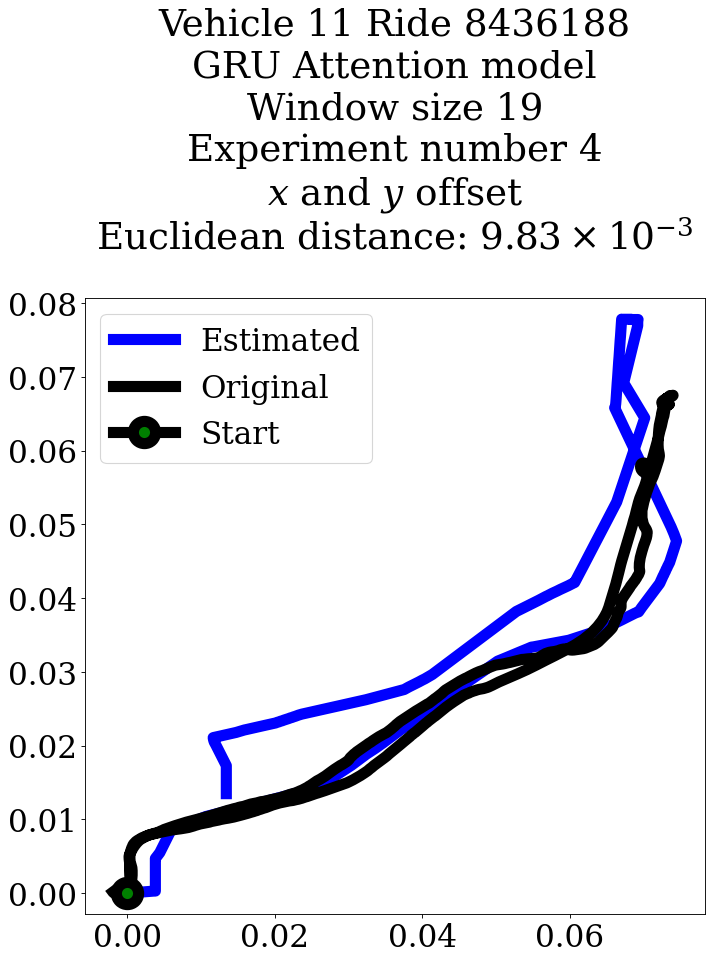 Vehicle 11 Ride 8436188
GRU Attention model
Window size 19
Experiment number 4
x and y offset
Euclidean distance: 9.83 × 10⁻³
0.08
0.07
0.06
0.05
0.04
0.03
0.02
0.01
0.00
Estimated
Original
Start
0.00 0.02 0.04 0.06